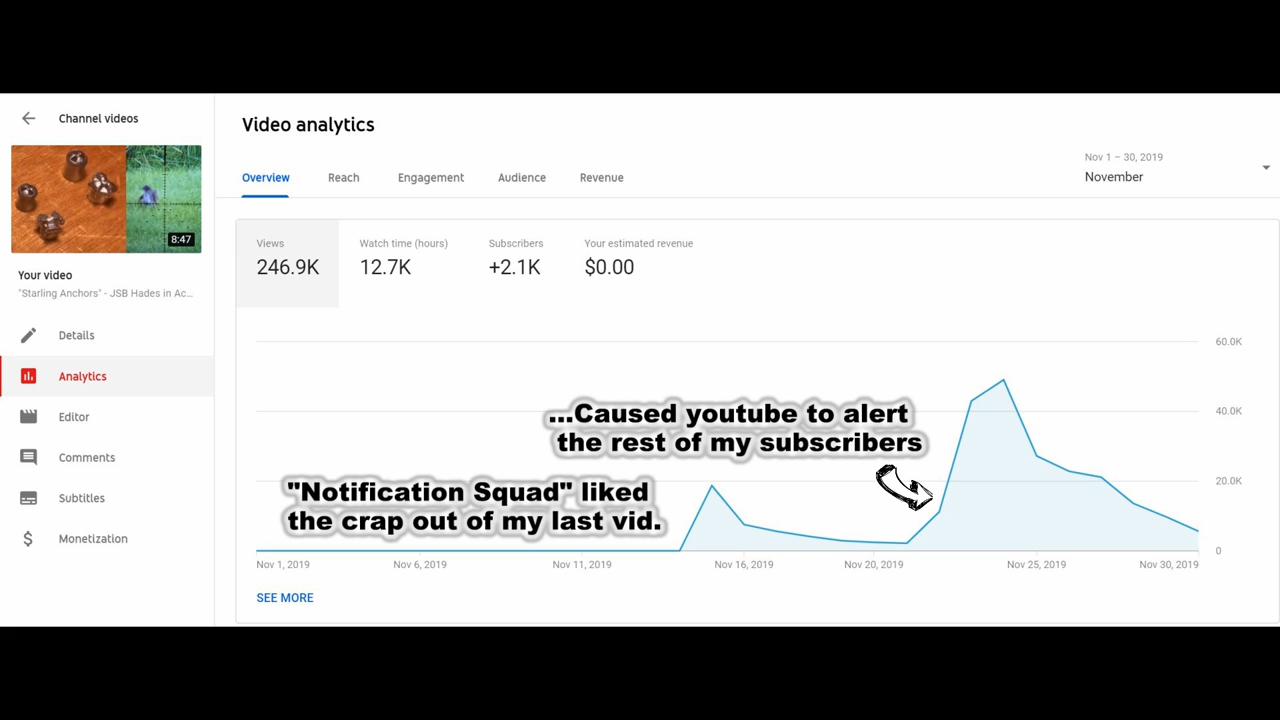 Channel videos
8:47
Your video
"Starling Anchors" - JSB Hades in Ac...
Details
Analytics
Editor
Comments
Subtitles
Monetization
Video analytics
Overview Reach Engagement Audience Revenue
Nov 1 – 30, 2019
November
Views Watch time (hours) Subscribers Your estimated revenue
246.9K 12.7K +2.1K $0.00
60.0K
40.0K
20.0K
0
...Caused youtube to alert
the rest of my subscribers
"Notification Squad" liked
the crap out of my last vid.
Nov 1, 2019 Nov 6, 2019 Nov 11, 2019 Nov 16, 2019 Nov 20, 2019 Nov 25, 2019 Nov 30, 2019
SEE MORE